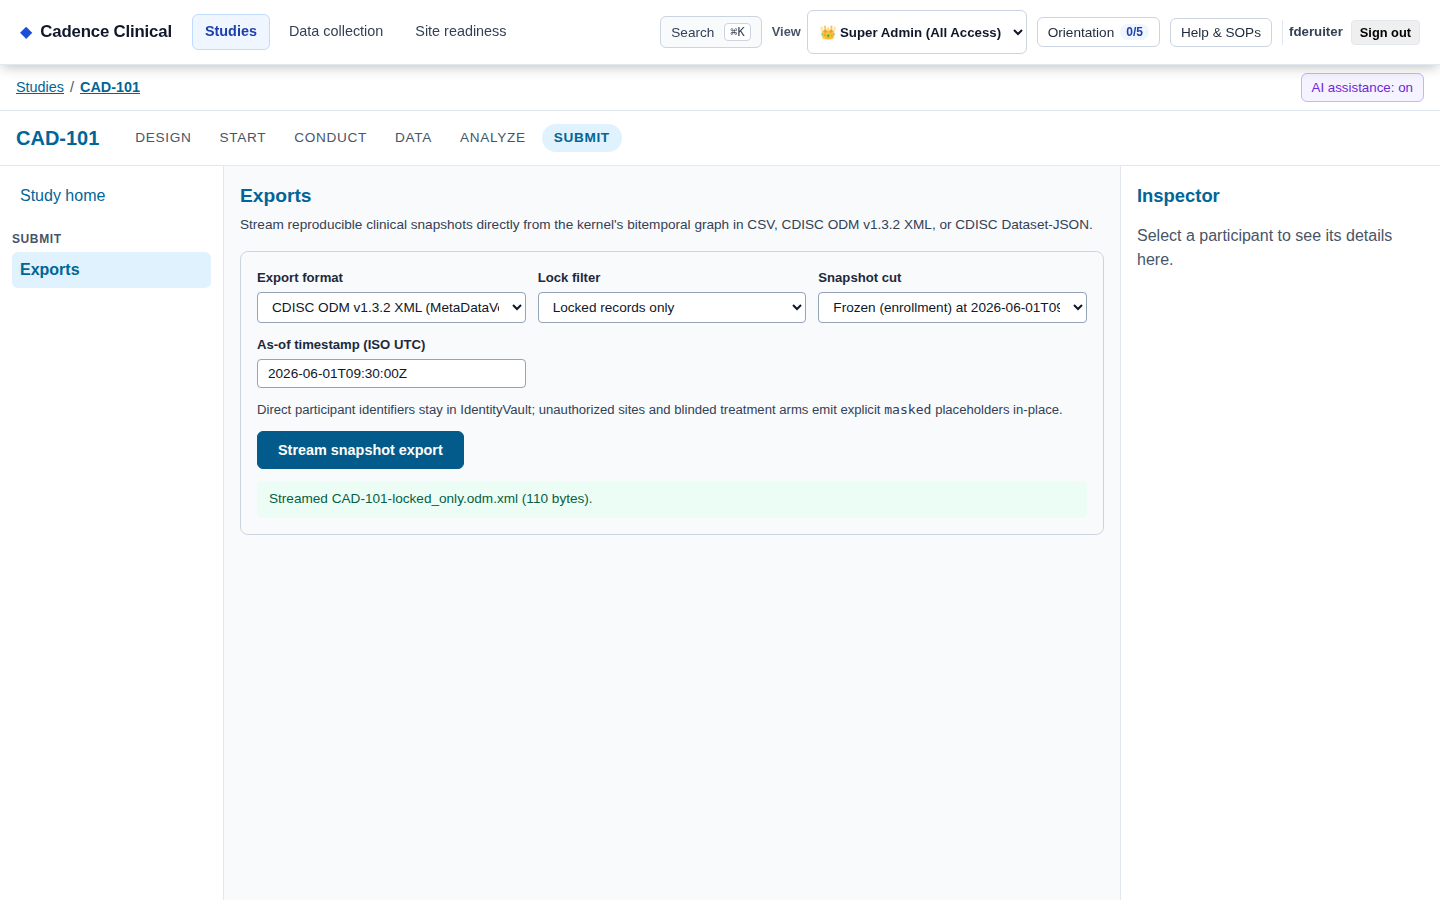 Cadence Clinical
Studies
Data collection
Site readiness
Search ⌘K
View
👑 Super Admin (All Access)
Orientation 0/5
Help & SOPs
fderuiter
Sign out
Studies / CAD-101
AI assistance: on
CAD-101
DESIGN
START
CONDUCT
DATA
ANALYZE
SUBMIT
Study home
SUBMIT
Exports
Exports
Stream reproducible clinical snapshots directly from the kernel's bitemporal graph in CSV, CDISC ODM v1.3.2 XML, or CDISC Dataset-JSON.
Export format
Lock filter
Snapshot cut
CDISC ODM v1.3.2 XML (MetaDataVe
Locked records only
Frozen (enrollment) at 2026-06-01T09
As-of timestamp (ISO UTC)
2026-06-01T09:30:00Z
Direct participant identifiers stay in IdentityVault; unauthorized sites and blinded treatment arms emit explicit masked placeholders in-place.
Stream snapshot export
Streamed CAD-101-locked_only.odm.xml (110 bytes).
Inspector
Select a participant to see its details
here.